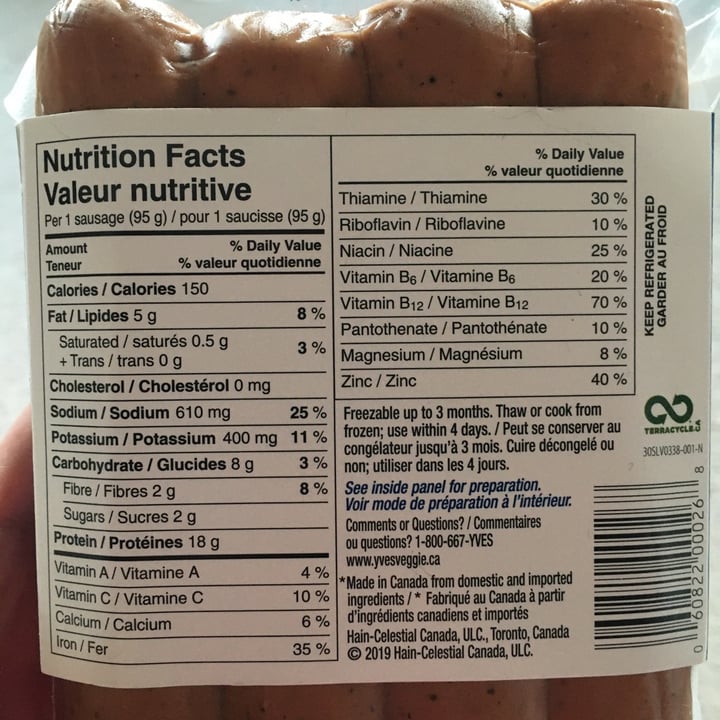 Nutrition Facts
Valeur nutritive
Per 1 sausage (95 g) / pour 1 saucisse (95 g)
Amount % Daily Value
Teneur % valeur quotidienne
Calories / Calories 150
Fat / Lipides 5 g 8 %
Saturated / saturés 0.5 g
+ Trans / trans 0 g 3 %
Cholesterol / Cholestérol 0 mg
Sodium / Sodium 610 mg 25 %
Potassium / Potassium 400 mg 11 %
Carbohydrate / Glucides 8 g 3 %
Fibre / Fibres 2 g 8 %
Sugars / Sucres 2 g
Protein / Protéines 18 g
Vitamin A / Vitamine A 4 %
Vitamin C / Vitamine C 10 %
Calcium / Calcium 6 %
Iron / Fer 35 %
% Daily Value
% valeur quotidienne
Thiamine / Thiamine 30 %
Riboflavin / Riboflavine 10 %
Niacin / Niacine 25 %
Vitamin B6 / Vitamine B6 20 %
Vitamin B12 / Vitamine B12 70 %
Pantothenate / Pantothénate 10 %
Magnesium / Magnésium 8 %
Zinc / Zinc 40 %
Freezable up to 3 months. Thaw or cook from
frozen; use within 4 days. / Peut se conserver au
congélateur jusqu'à 3 mois. Cuire décongelé ou
non; utiliser dans les 4 jours.
See inside panel for preparation.
Voir mode de préparation à l'intérieur.
Comments or Questions? / Commentaires
ou questions? 1-800-667-YVES
www.yvesveggie.ca
*Made in Canada from domestic and imported
ingredients / * Fabriqué au Canada à partir
d'ingrédients canadiens et importés
Hain-Celestial Canada, ULC., Toronto, Canada
© 2019 Hain-Celestial Canada, ULC.
KEEP REFRIGERATED
GARDER AU FROID
TERRACYCLE.CA
30SLV0338-001-N
0 60822 00026 8